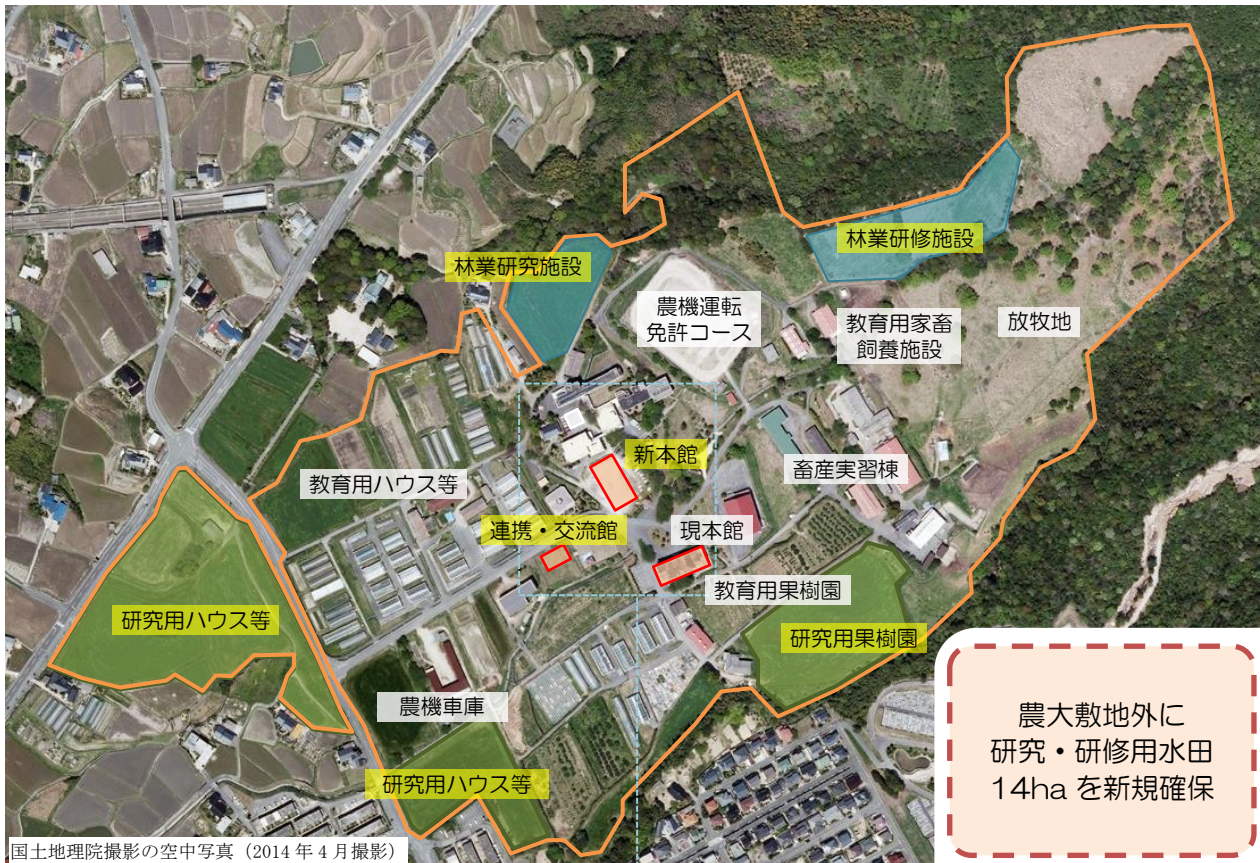 林業研修施設
林業研究施設
農機運転
免許コース
教育用家畜
飼養施設
放牧地
新本館
畜産実習棟
教育用ハウス等
連携・交流館
現本館
教育用果樹園
研究用ハウス等
研究用果樹園
農機車庫
研究用ハウス等
農大敷地外に
研究・研修用水田
14ha を新規確保
国土地理院撮影の空中写真（2014年4月撮影）